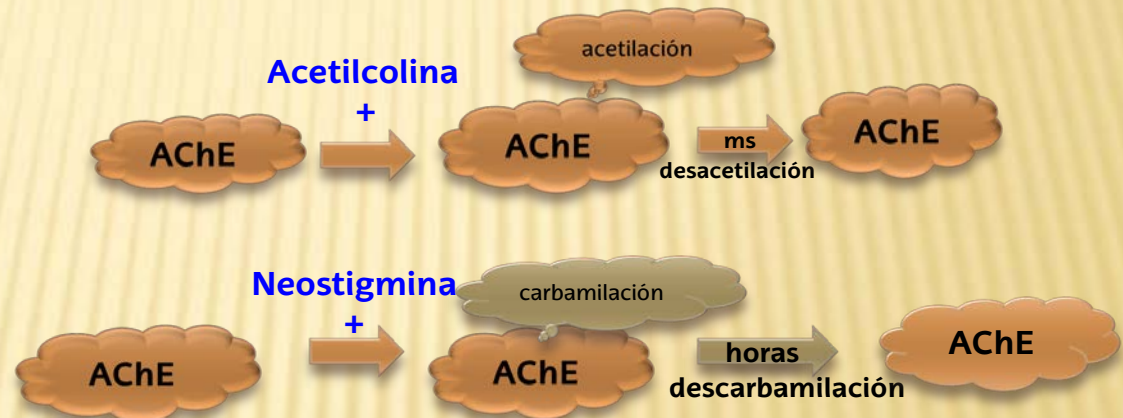 acetilación
Acetilcolina
+
AChE
AChE
ms
desacetilación
AChE
Neostigmina
+
carbamilación
AChE
AChE
horas
descarbamilación
AChE